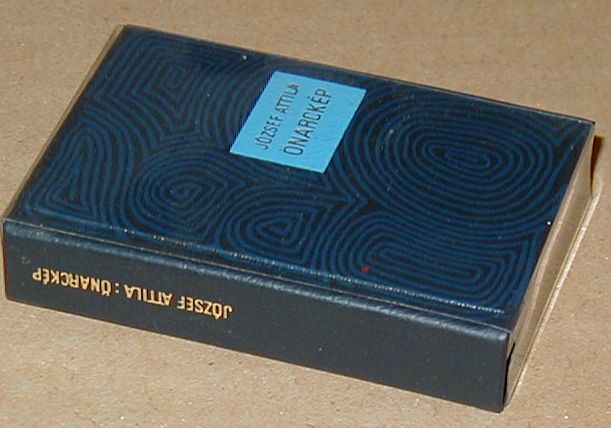 JÓZSEF ATTILA
ÖNARCKÉP
JÓZSEF ATTILA: ÖNARCKÉP